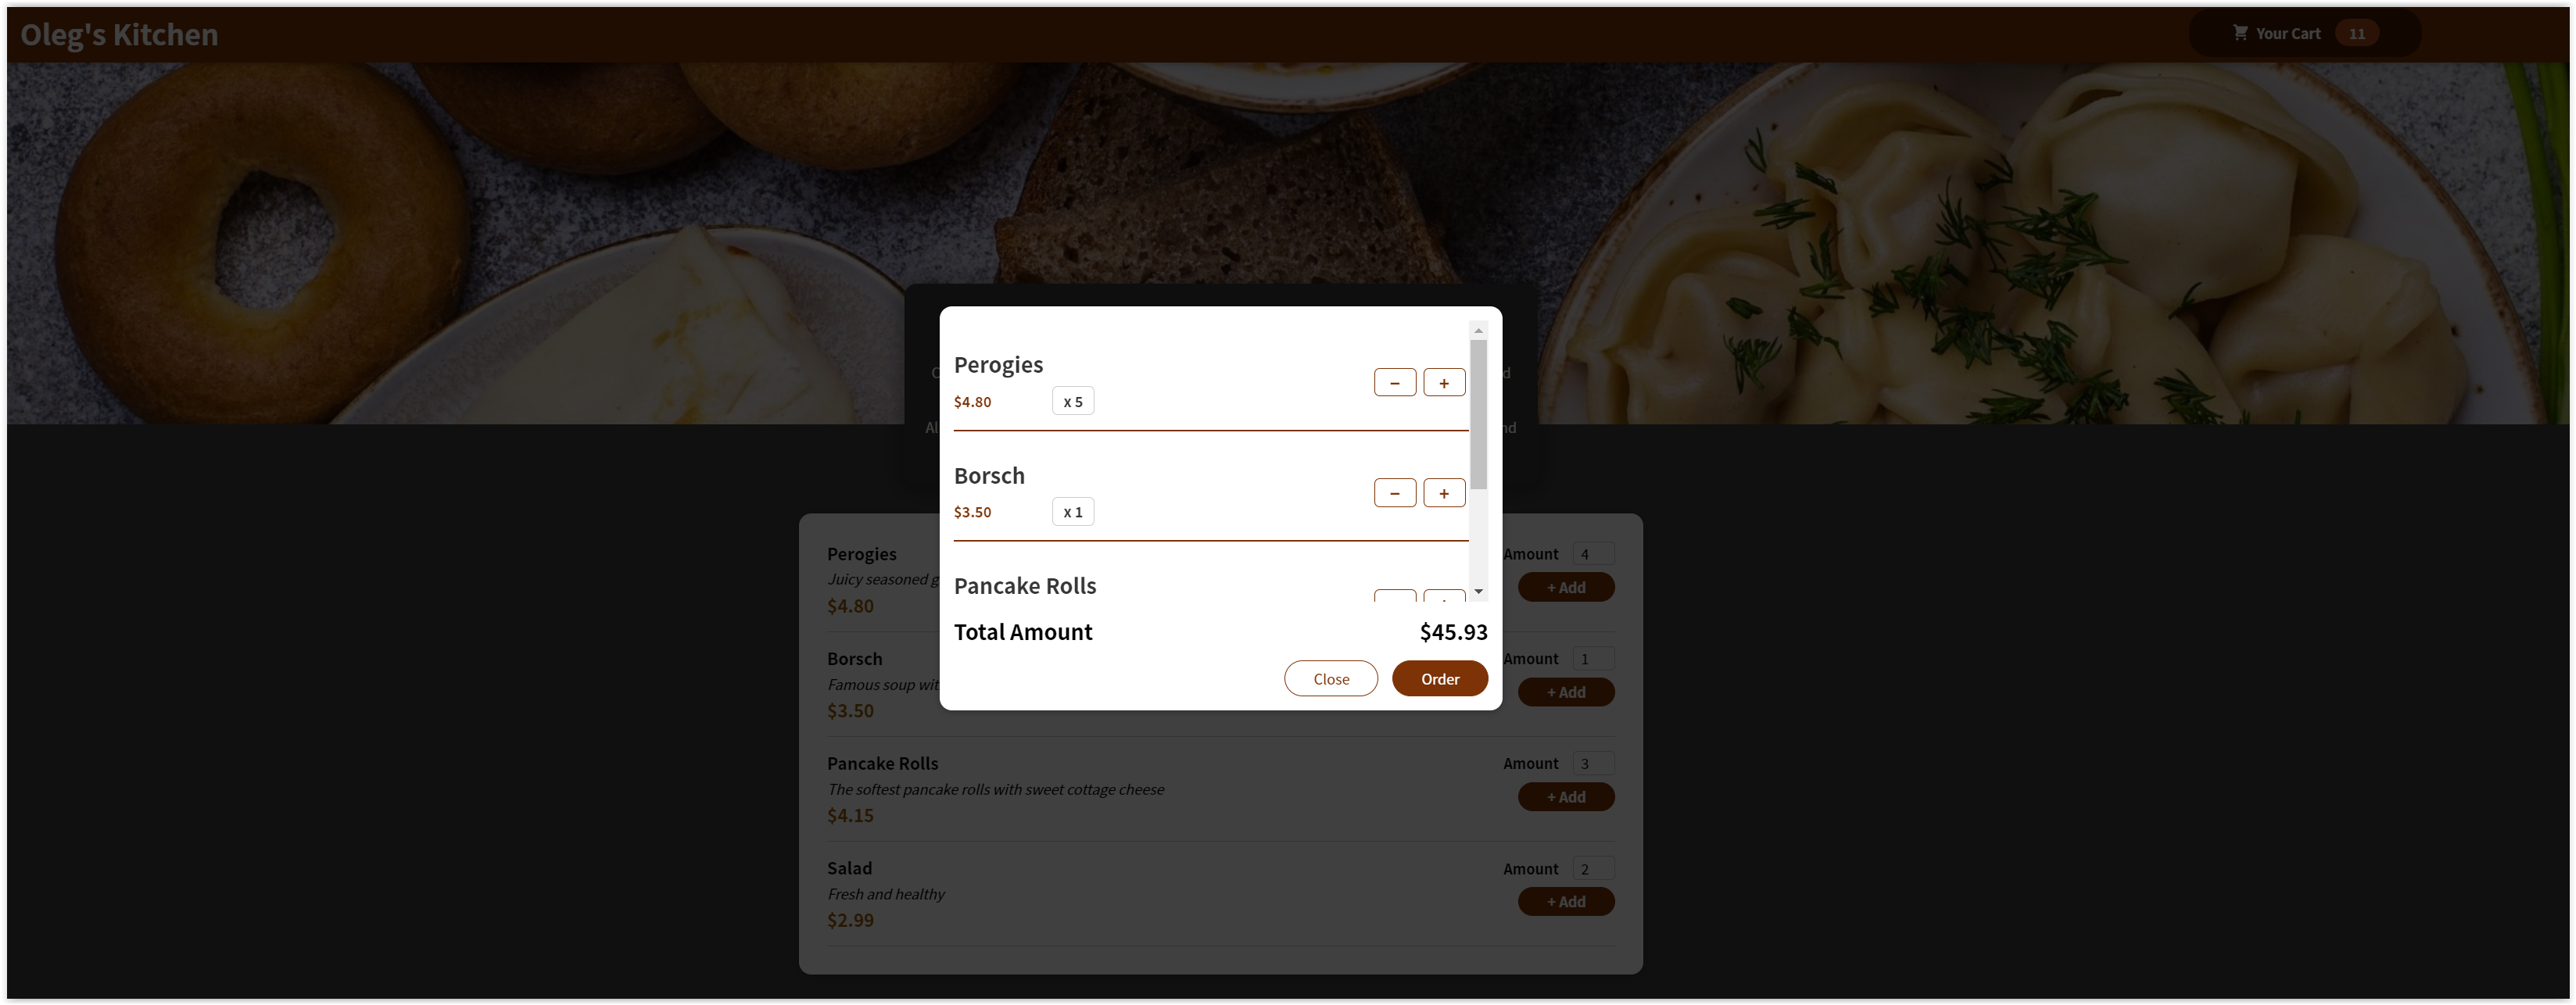 Oleg's Kitchen
Your Cart 11
Perogies
$4.80 x 5
− +
Borsch
$3.50 x 1
− +
Pancake Rolls
Total Amount $45.93
Close Order
Perogies
Juicy seasoned
$4.80
Amount 4
+ Add
Borsch
Famous soup
$3.50
Amount 1
+ Add
Pancake Rolls
The softest pancake rolls with sweet cottage cheese
$4.15
Amount 3
+ Add
Salad
Fresh and healthy
$2.99
Amount 2
+ Add